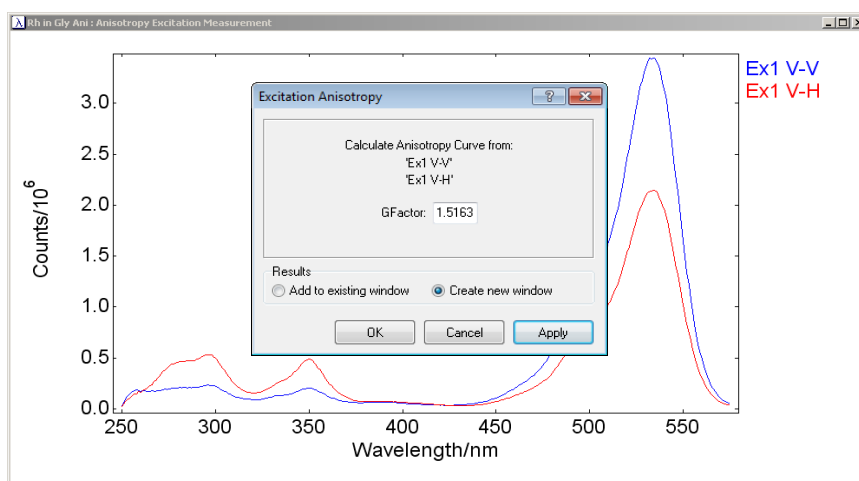 Rh in Gly Ani : Anisotropy Excitation Measurement
Ex1 V-V
Ex1 V-H
Excitation Anisotropy
?
Calculate Anisotropy Curve from:
'Ex1 V-V'
'Ex1 V-H'
GFactor: 1.5163
Results
Add to existing window Create new window
OK Cancel Apply
Counts/10^6
3.0
2.5
2.0
1.5
1.0
0.5
0.0
250 300 350 400 450 500 550
Wavelength/nm